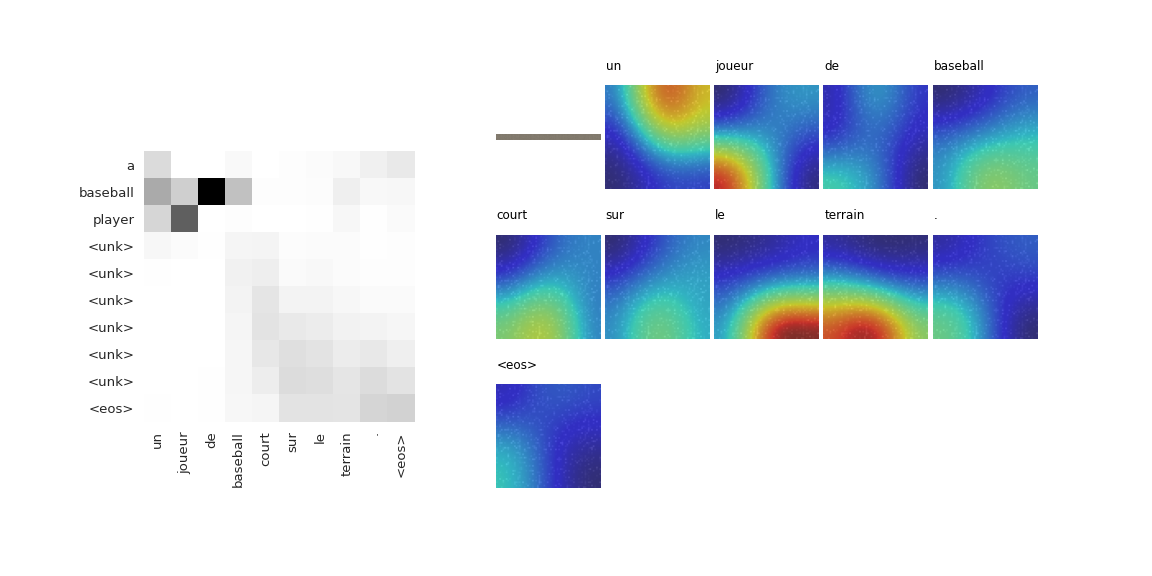 a
baseball
player
<unk>
<unk>
<unk>
<unk>
<unk>
<unk>
<eos>
un
joueur
de
baseball
court
sur
le
terrain
.
<eos>
un
joueur
de
baseball
court
sur
le
terrain
.
<eos>